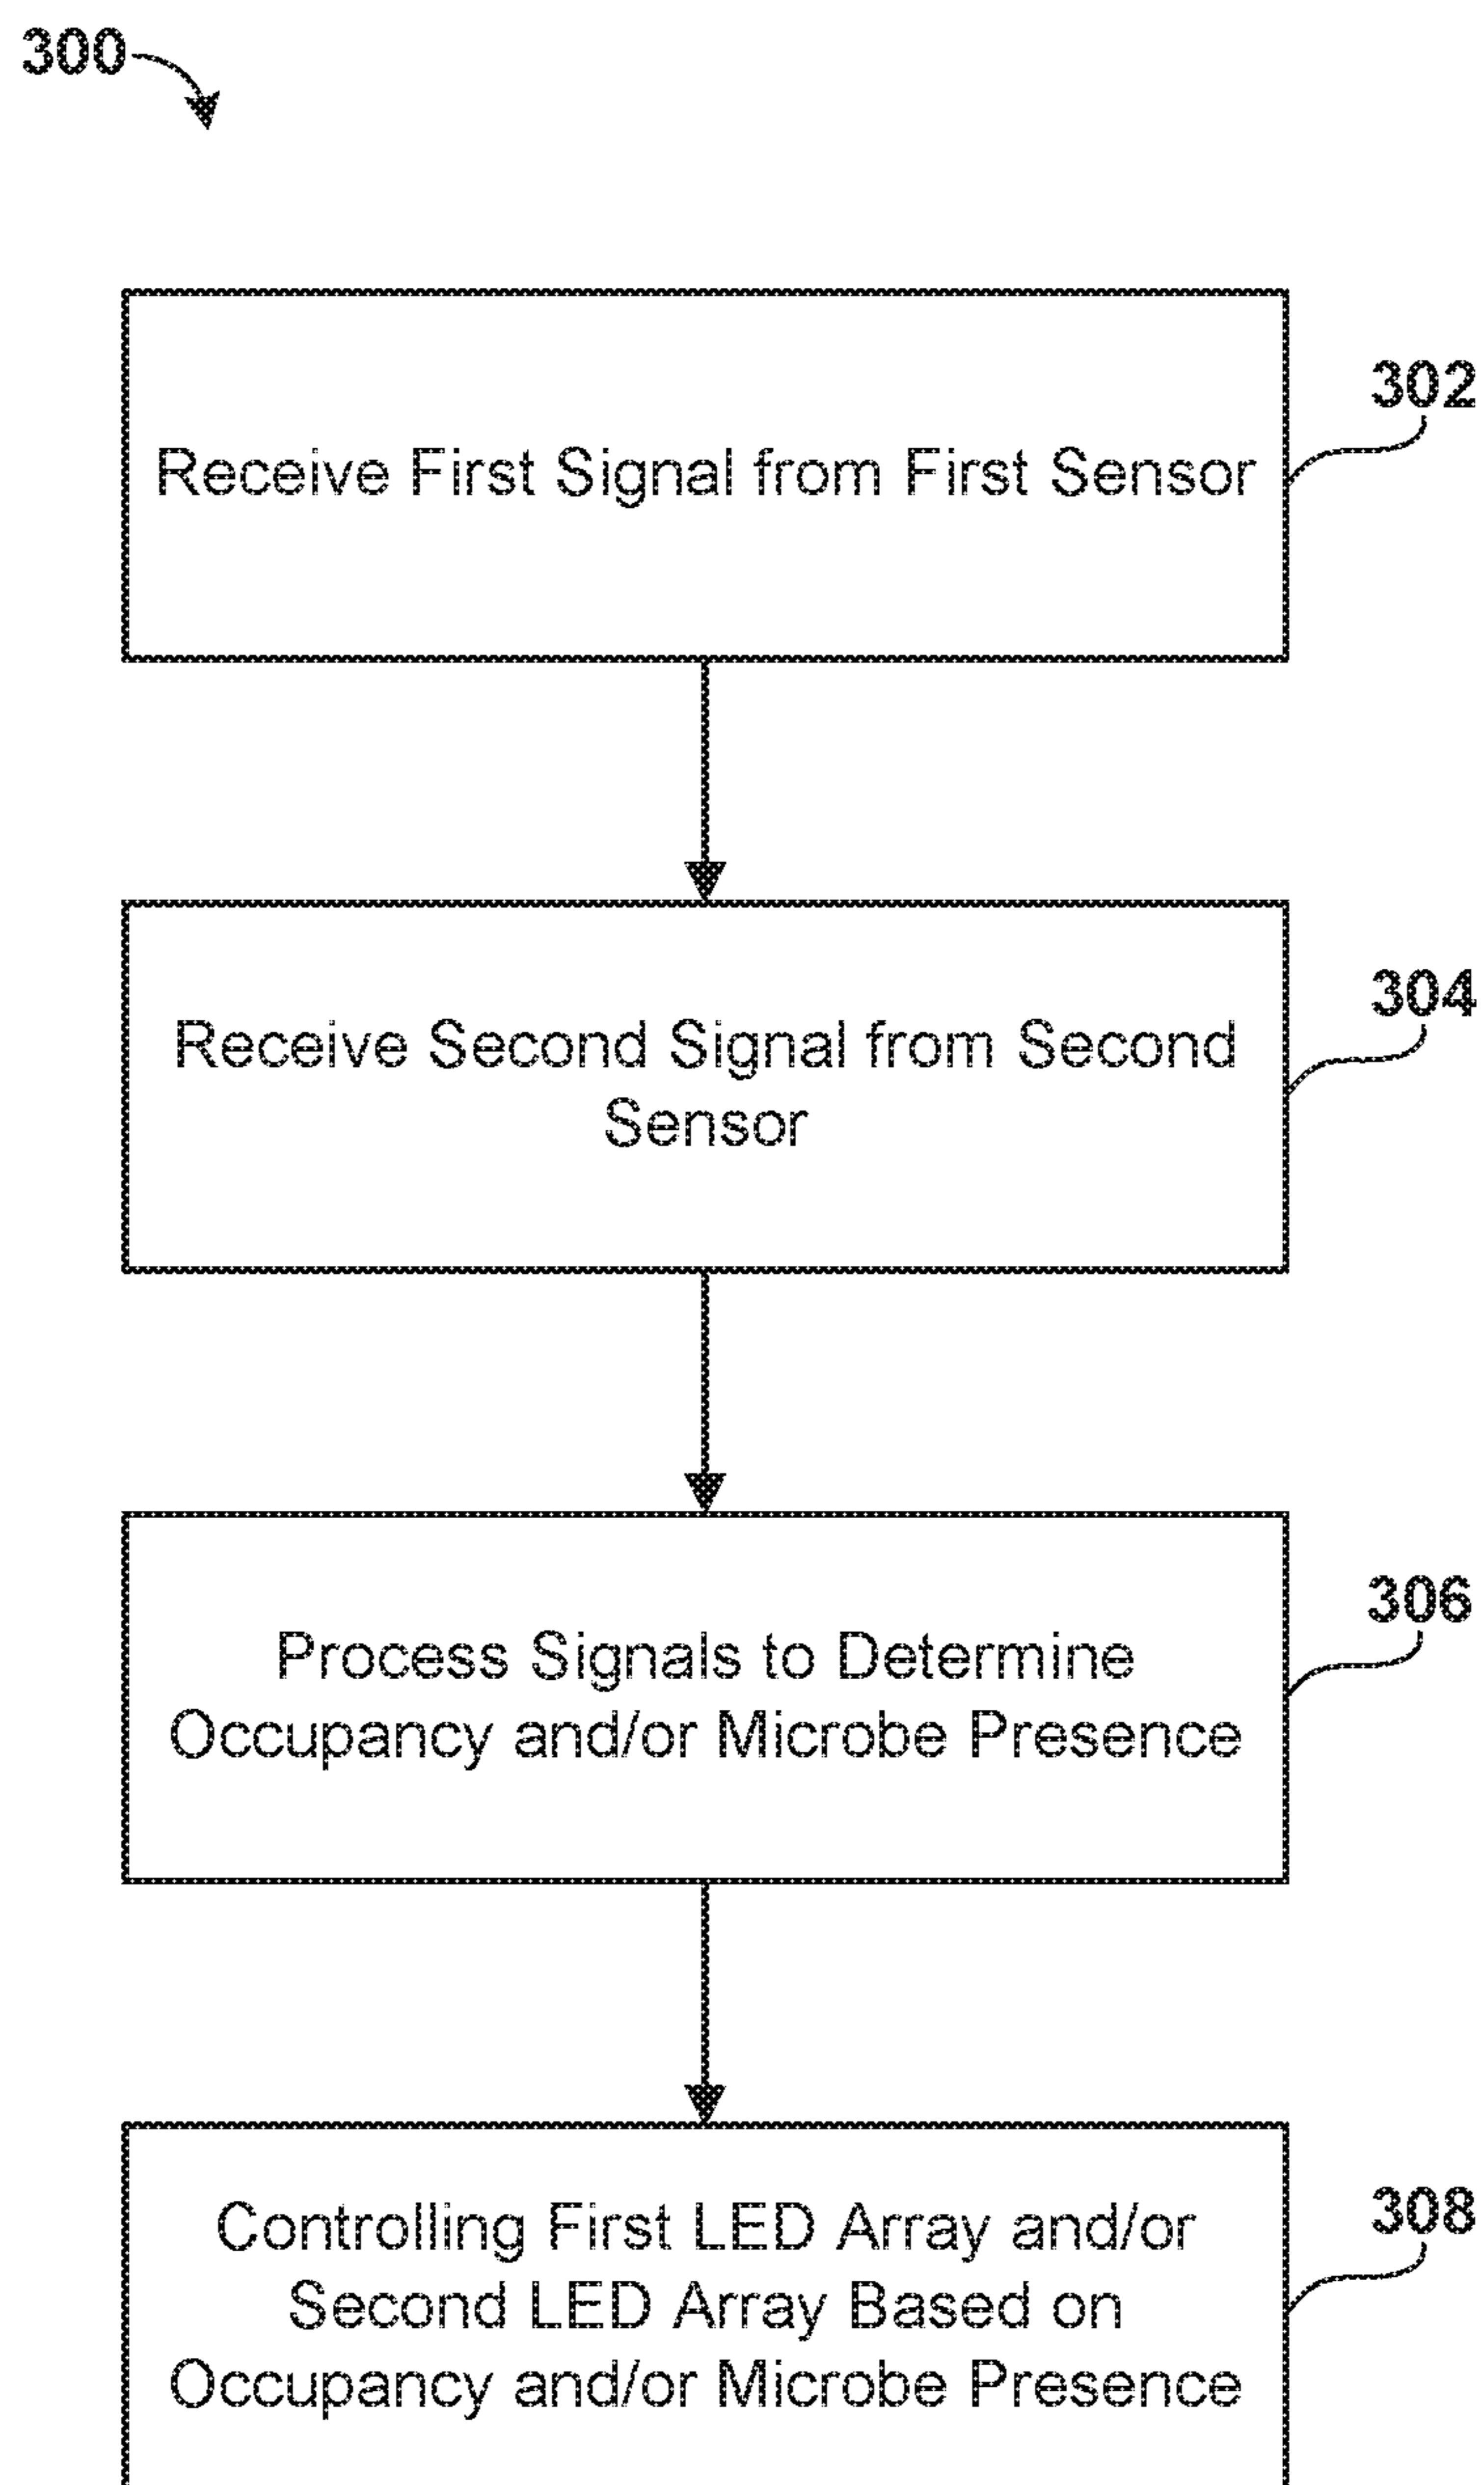 300
302
Receive First Signal from First Sensor
304
Receive Second Signal from Second
Sensor
306
Process Signals to Determine
Occupancy and/or Microbe Presence
308
Controlling First LED Array and/or
Second LED Array Based on
Occupancy and/or Microbe Presence